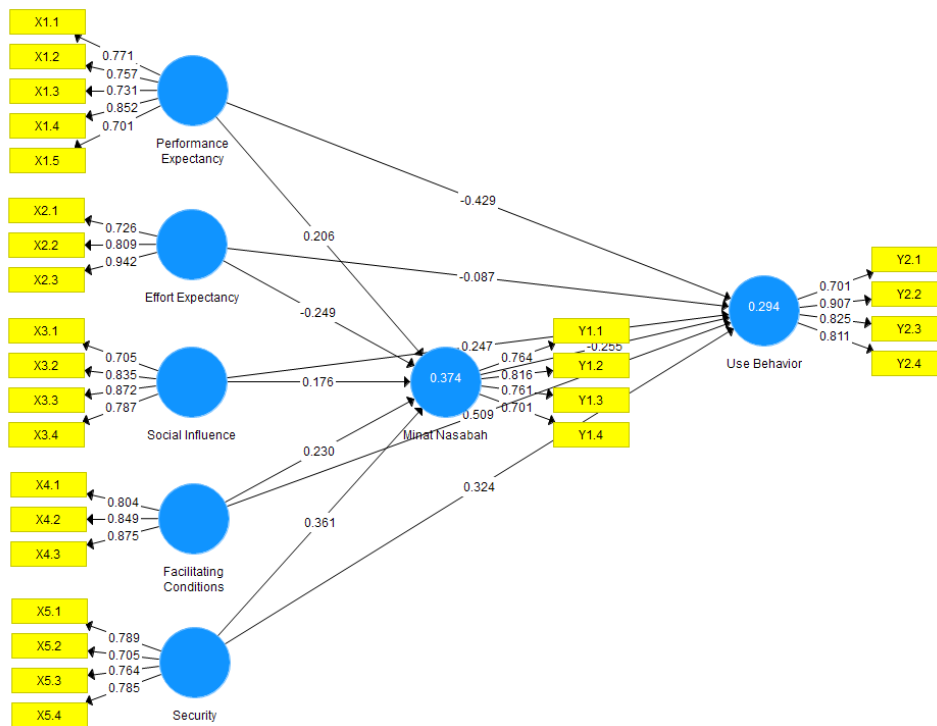 X1.1
0.771
X1.2
0.757
X1.3
0.731
X1.4
0.852
X1.5
0.701
Performance
Expectancy
-0.429
0.206
X2.1
0.726
X2.2
0.809
X2.3
0.942
Effort Expectancy
-0.087
-0.249
X3.1
0.705
X3.2
0.835
X3.3
0.872
X3.4
0.787
Social Influence
0.247
0.176
0.374
Minat Nasabah
Y1.1
0.764
-0.255
Y1.2
0.816
Y1.3
0.761
Y1.4
0.701
0.509
0.294
Use Behavior
Y2.1
0.701
Y2.2
0.907
Y2.3
0.825
Y2.4
0.811
X4.1
0.804
X4.2
0.849
X4.3
0.875
Facilitating
Conditions
0.230
0.324
0.361
X5.1
0.789
X5.2
0.705
X5.3
0.764
X5.4
0.785
Security